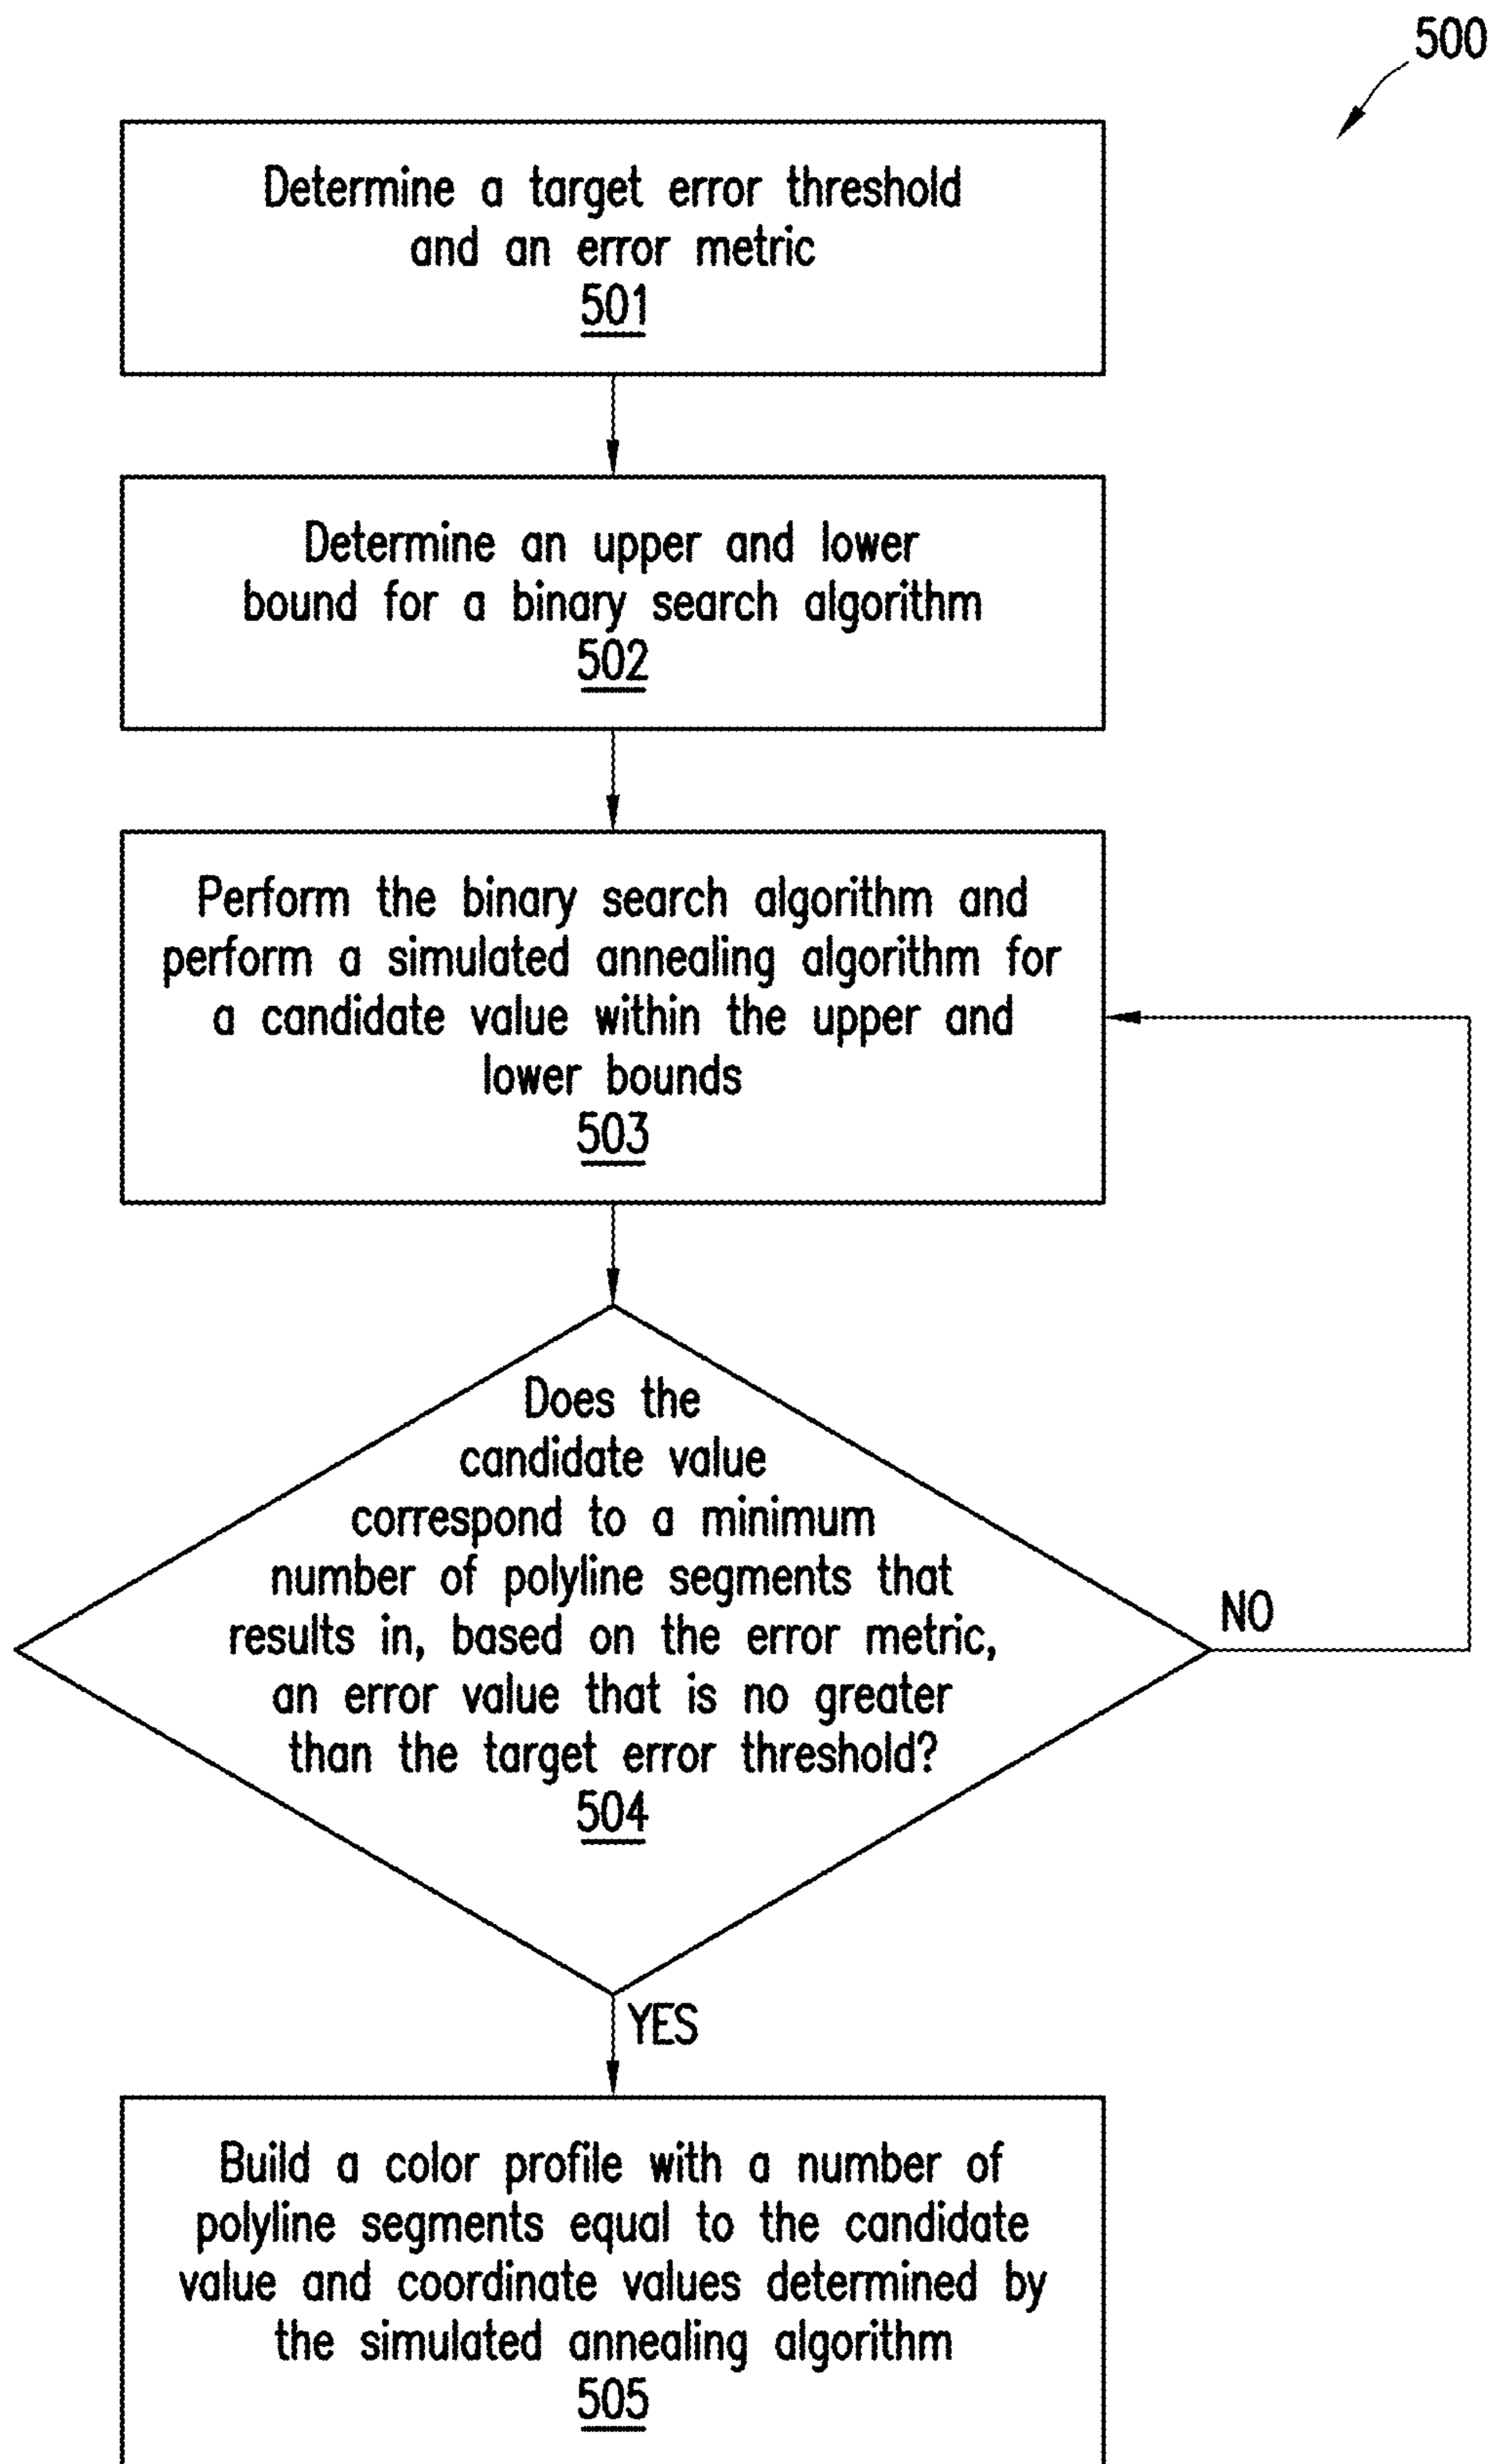 500
Determine a target error threshold
and an error metric
501
Determine an upper and lower
bound for a binary search algorithm
502
Perform the binary search algorithm and
perform a simulated annealing algorithm for
a candidate value within the upper and
lower bounds
503
Does the
candidate value
correspond to a minimum
number of polyline segments that
results in, based on the error metric,
an error value that is no greater
than the target error threshold?
504
NO
YES
Build a color profile with a number of
polyline segments equal to the candidate
value and coordinate values determined by
the simulated annealing algorithm
505